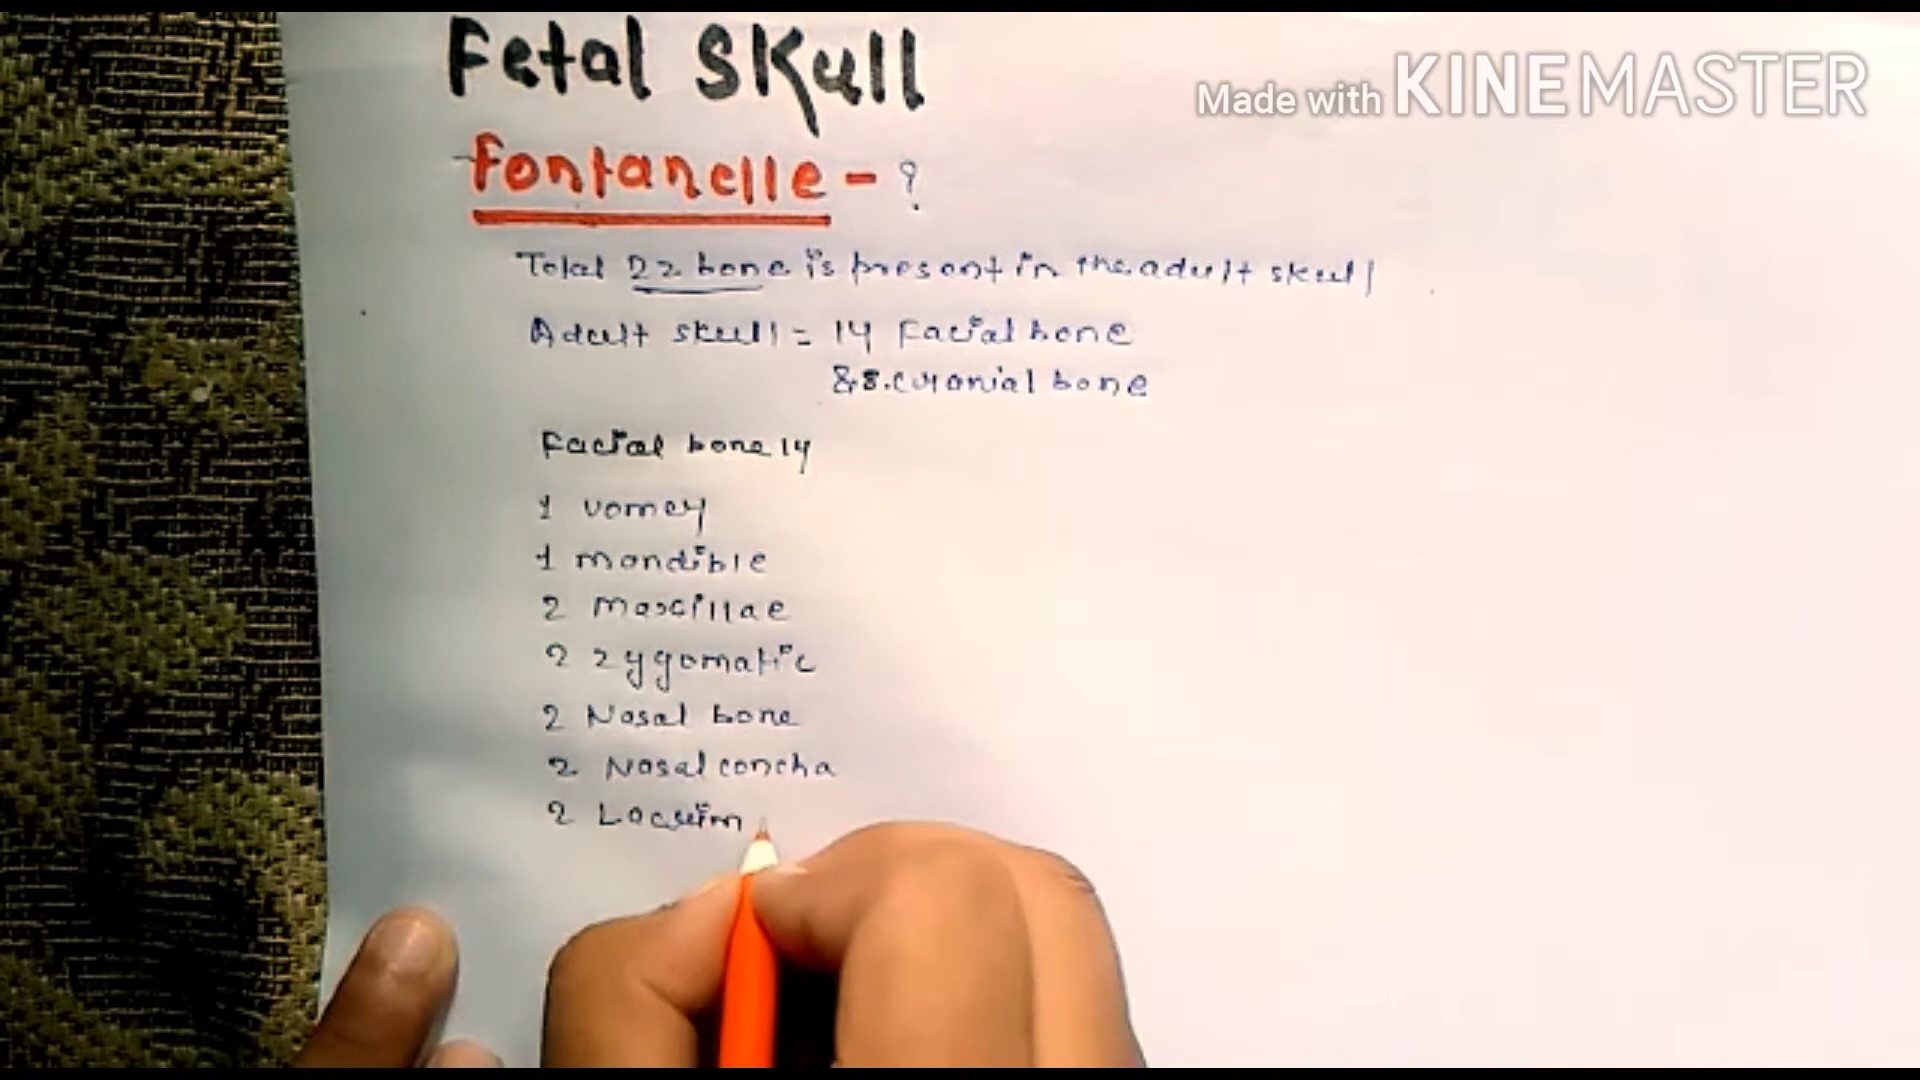 Fetal Skull
Made with KINEMASTER
Fontanelle - ?
Total 22 bone is present in the adult skull
Adult skull = 14 Facial bone
& 8. cranial bone
Facial bone 14
1 vomer
1 mandible
2 maxillae
2 zygomatic
2 Nasal bone
2 Nasal concha
2